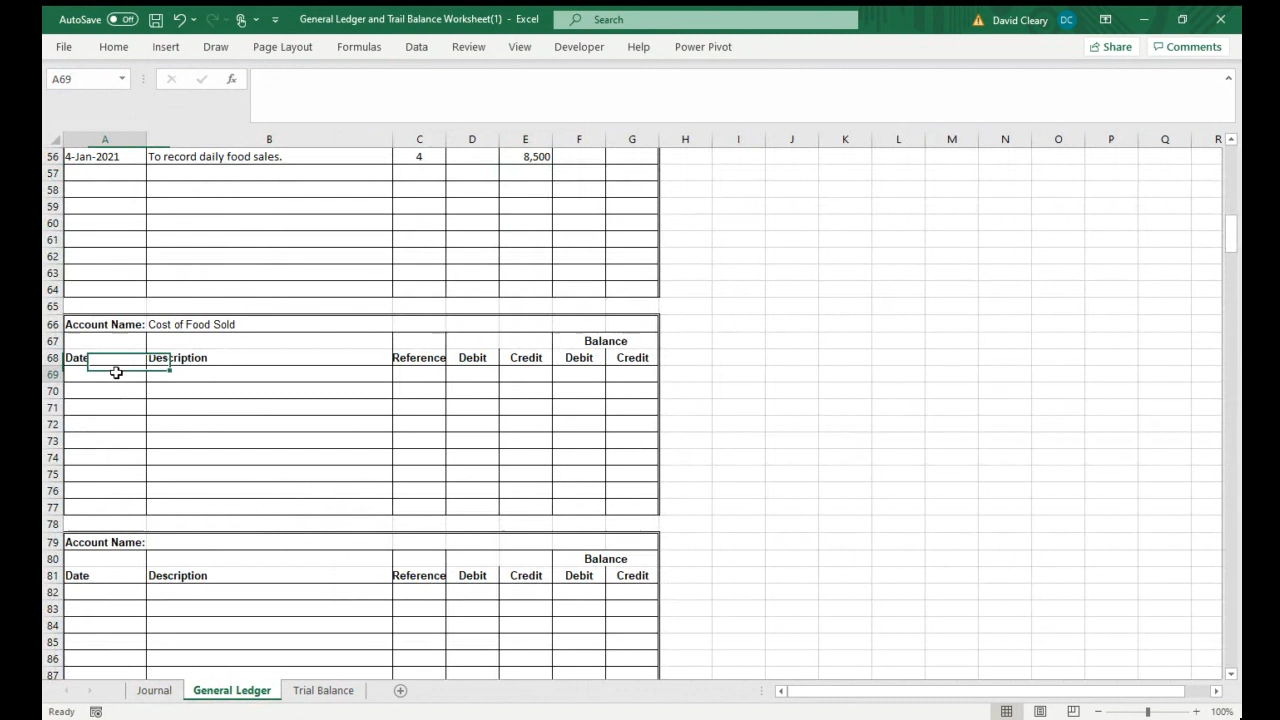 AutoSave Off General Ledger and Trail Balance Worksheet(1) - Excel Search David Cleary DC
File Home Insert Draw Page Layout Formulas Data Review View Developer Help Power Pivot Share Comments
A69 fx
A B C D E F G H I J K L M N O P Q R
56 4-Jan-2021 To record daily food sales. 4 8,500
57
58
59
60
61
62
63
64
65
66 Account Name: Cost of Food Sold
67 Balance
68 Date Description Reference Debit Credit Debit Credit
69
70
71
72
73
74
75
76
77
78
79 Account Name:
80 Balance
81 Date Description Reference Debit Credit Debit Credit
82
83
84
85
86
87
Journal General Ledger Trial Balance
Ready 100%